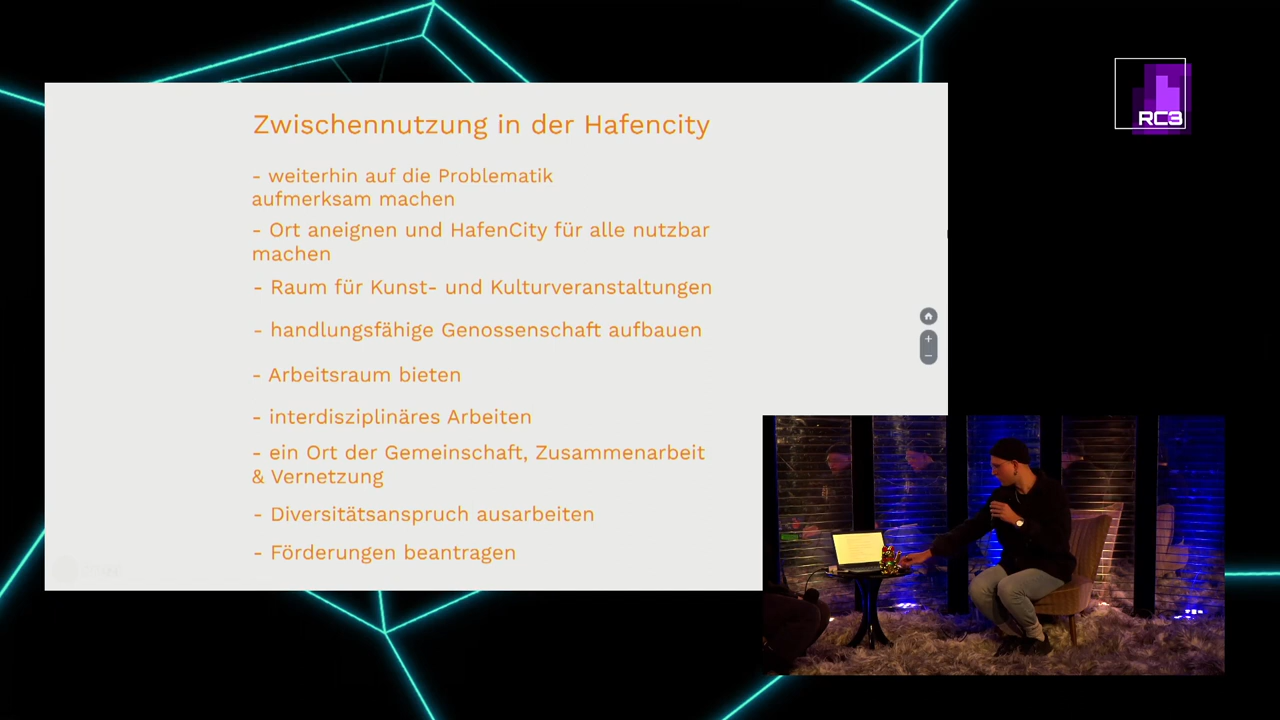 Zwischennutzung in der Hafencity
- weiterhin auf die Problematik
aufmerksam machen
- Ort aneignen und HafenCity für alle nutzbar
machen
- Raum für Kunst- und Kulturveranstaltungen
- handlungsfähige Genossenschaft aufbauen
- Arbeitsraum bieten
- interdisziplinäres Arbeiten
- ein Ort der Gemeinschaft, Zusammenarbeit
& Vernetzung
- Diversitätsanspruch ausarbeiten
- Förderungen beantragen
RC3